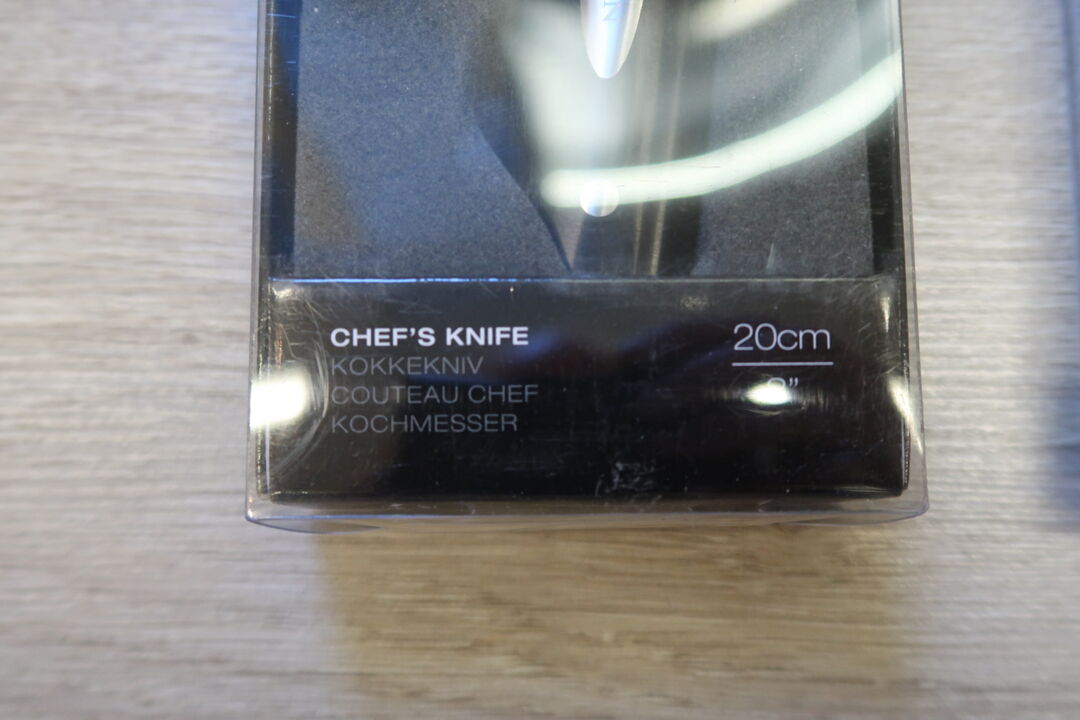 CHEF'S KNIFE
KOKKEKNIV
COUTEAU CHEF
KOCHMESSER
20cm